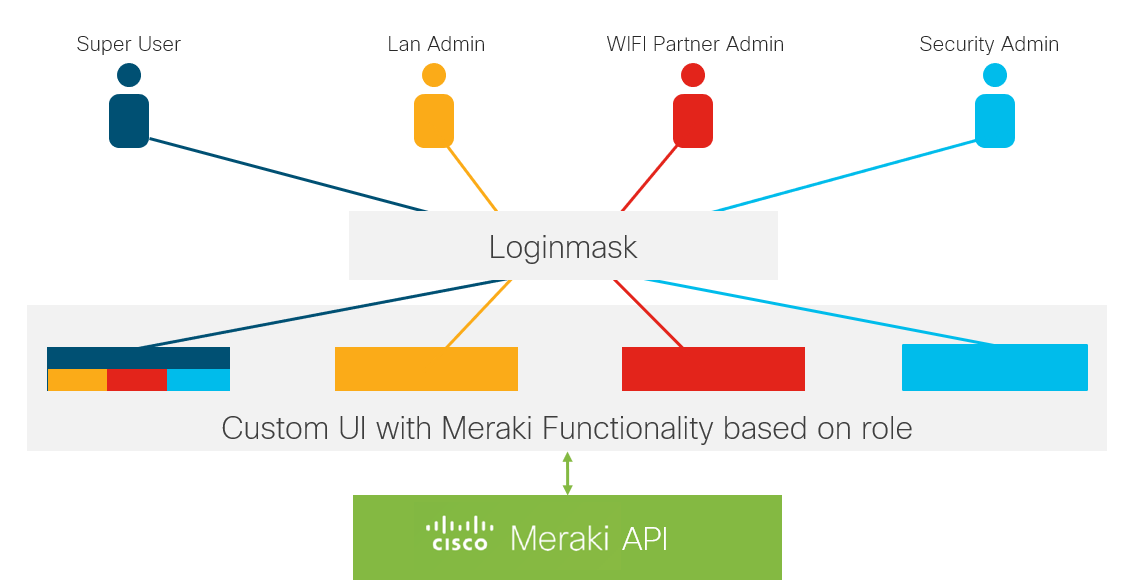 Super User
Lan Admin
WIFI Partner Admin
Security Admin
Loginmask
Custom UI with Meraki Functionality based on role
cisco Meraki API